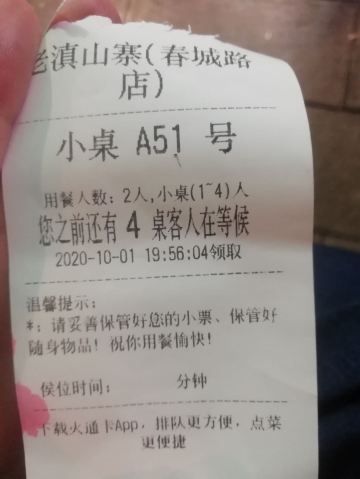 老滇山寨(春城路
店)
小桌 A51 号
用餐人数: 2人,小桌(1~4)人
您之前还有 4 桌客人在等候
2020-10-01 19:56:04领取
温馨提示:
*: 请妥善保管好您的小票、保管好
随身物品! 祝你用餐愉快!
侯位时间: 分钟
下载火通卡App, 排队更方便, 点菜
更便捷